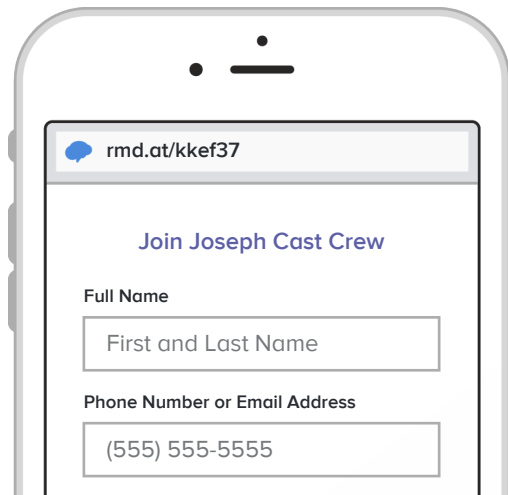 rmd.at/kkef37
Join Joseph Cast Crew
Full Name
First and Last Name
Phone Number or Email Address
(555) 555-5555